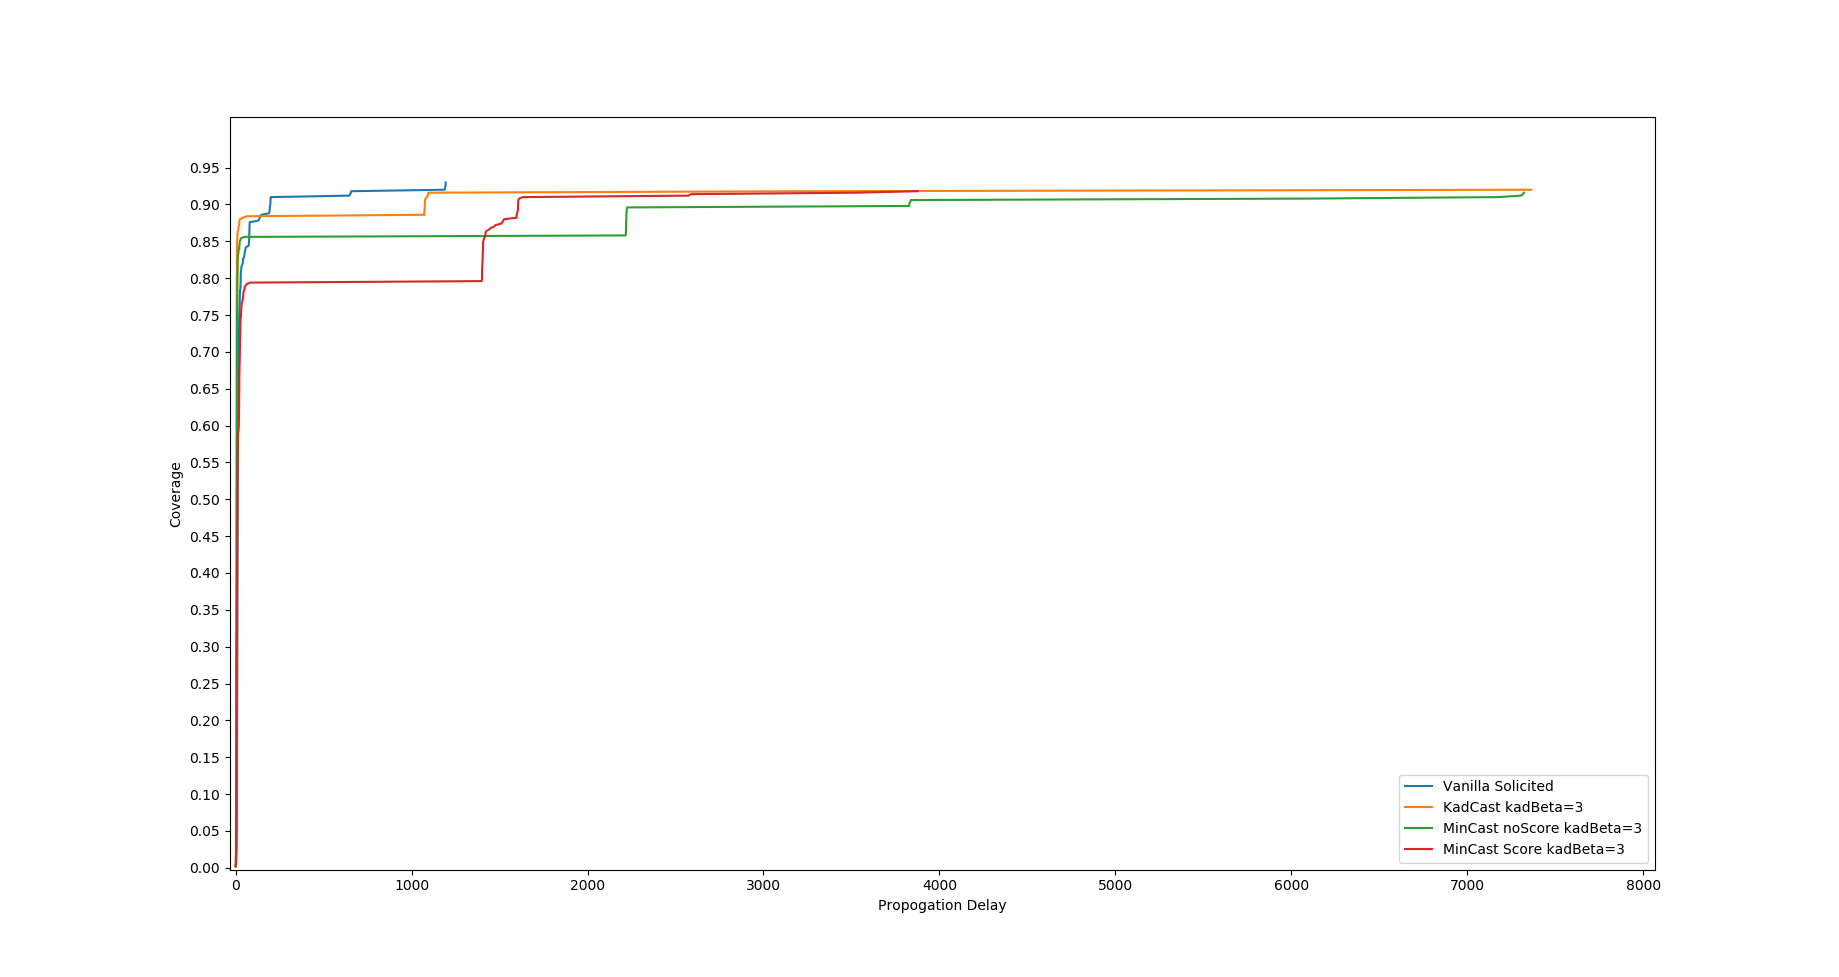 0.95
0.90
0.85
0.80
0.75
0.70
0.65
0.60
0.55
0.50
0.45
0.40
0.35
0.30
0.25
0.20
0.15
0.10
0.05
0.00
Coverage
0 1000 2000 3000 4000 5000 6000 7000 8000
Propogation Delay
Vanilla Solicited
KadCast kadBeta=3
MinCast noScore kadBeta=3
MinCast Score kadBeta=3